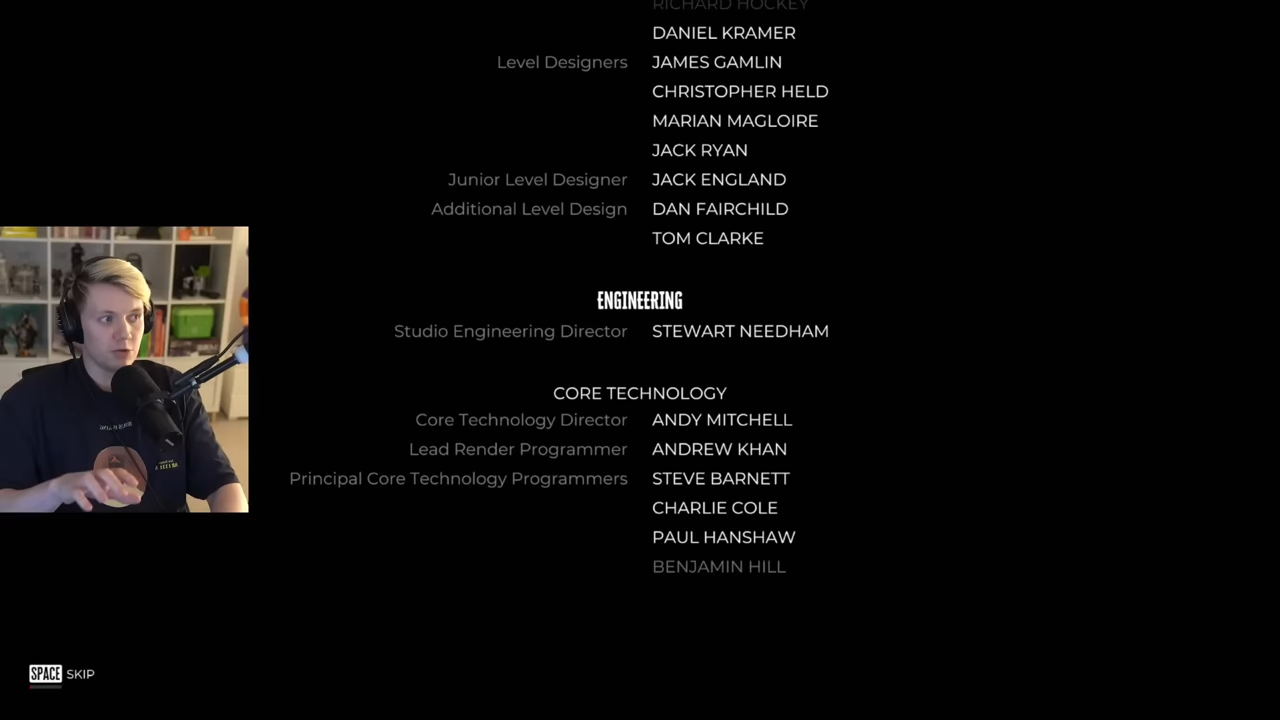 RICHARD HOCKEY
DANIEL KRAMER
Level Designers JAMES GAMLIN
CHRISTOPHER HELD
MARIAN MAGLOIRE
JACK RYAN
Junior Level Designer JACK ENGLAND
Additional Level Design DAN FAIRCHILD
TOM CLARKE
ENGINEERING
Studio Engineering Director STEWART NEEDHAM
CORE TECHNOLOGY
Core Technology Director ANDY MITCHELL
Lead Render Programmer ANDREW KHAN
Principal Core Technology Programmers STEVE BARNETT
CHARLIE COLE
PAUL HANSHAW
BENJAMIN HILL
SPACE SKIP